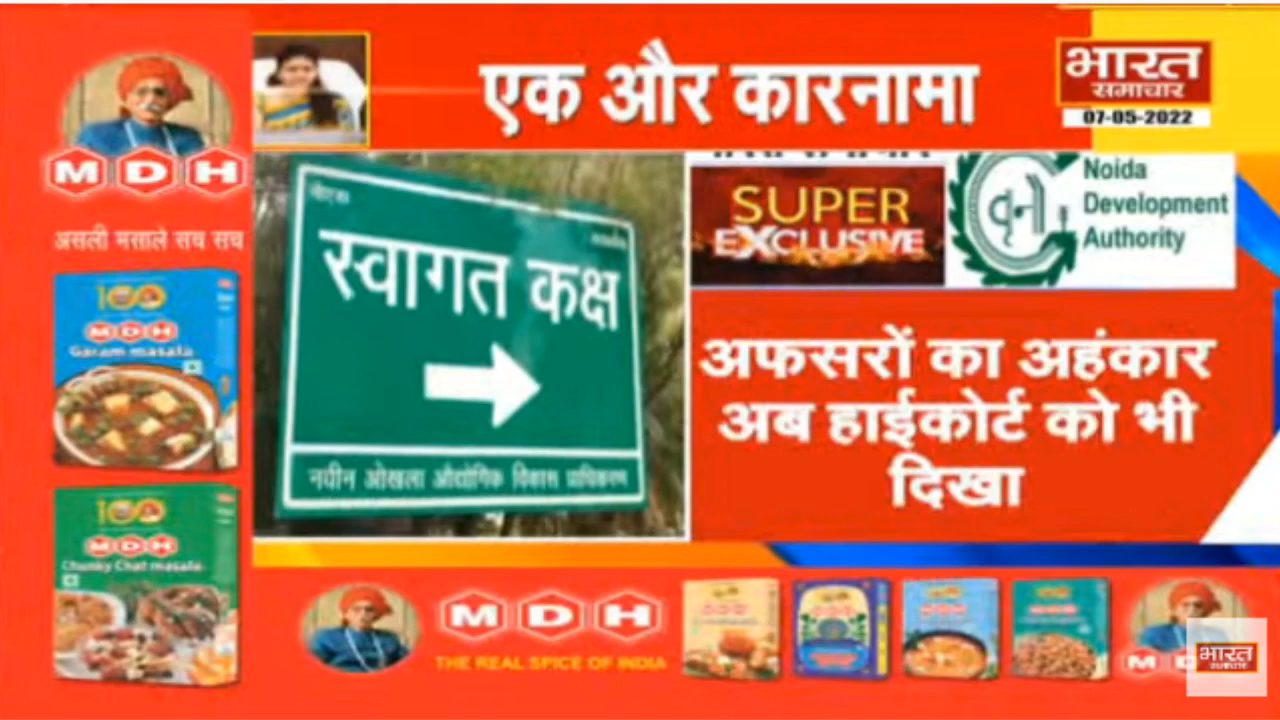 एक और कारनामा
भारत
समाचार
07-05-2022
MDH
असली मसाले सच सच
100
MDH
Garam masala
100
MDH
Chunky Chat masala
स्वागत कक्ष
नवीन ओखला औद्योगिक विकास प्राधिकरण
SUPER
EXCLUSIVE
Noida
Development
Authority
अफसरों का अहंकार
अब हाईकोर्ट को भी
दिखा
MDH
THE REAL SPICE OF INDIA
भारत
समाचार